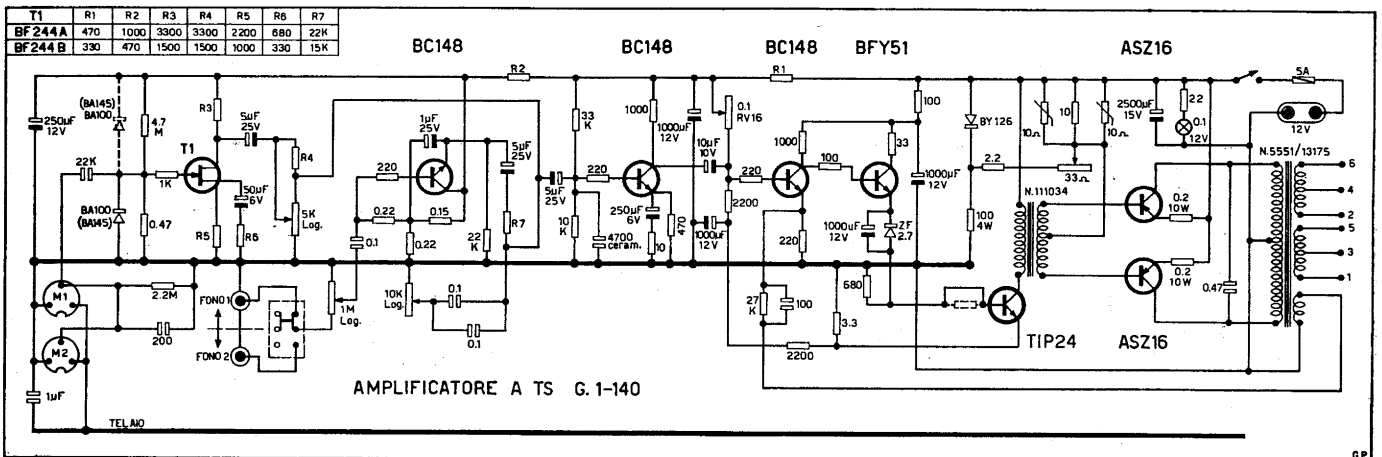 T1 R1 R2 R3 R4 R5 R6 R7
BF 244A 470 1000 3300 3300 2200 680 22K
BF 244 B 330 470 1500 1500 1000 330 15K
BC148 BC148 BC148 BFY51 ASZ16
R2 R1 5A
250µF 12V
(BA145) BA100
4.7 M
R3
5µF 25V
T1
R4
22K
1K
50µF 6V
BA100 (BA145)
0.47
R5
R6
5K Log.
1µF 25V
220
0.22
0.15
0.1
0.22
22 K
5µF 25V
R7
5µF 25V
33 K
10 K
220
4700 ceram.
1000
250µF 6V
10
470
1000µF 12V
0.1 RV16
10µF 10V
2200
1000µF 12V
220
1000
220
100
100
33
1000µF 12V
1000µF 12V
ZF 2.7
680
BY 126
2.2
100 4W
10Ω
10
10Ω
33Ω
2500µF 15V
2.2
0.1 12V
12V
N.5551/13175
N.111034
0.2 10W
0.2 10W
0.47
6
4
2
5
3
1
M1
M2
2.2M
200
FONO 1
FONO 2
1M Log.
10K Log.
0.1
0.1
27 K
100
3.3
2200
TIP24 ASZ16
1µF
AMPLIFICATORE A TS G. 1-140
TELAIO
G.P.